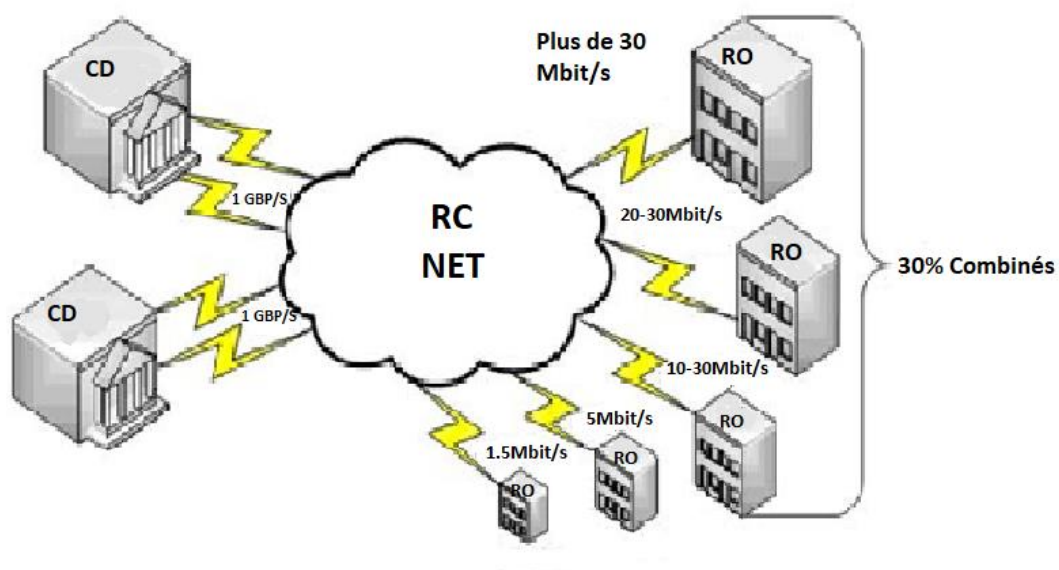 CD
Plus de 30
Mbit/s
RO
1 GBP/S
RC
NET
20-30Mbit/s
RO
30% Combinés
CD
1 GBP/S
10-30Mbit/s
RO
5Mbit/s
RO
1.5Mbit/s
RO